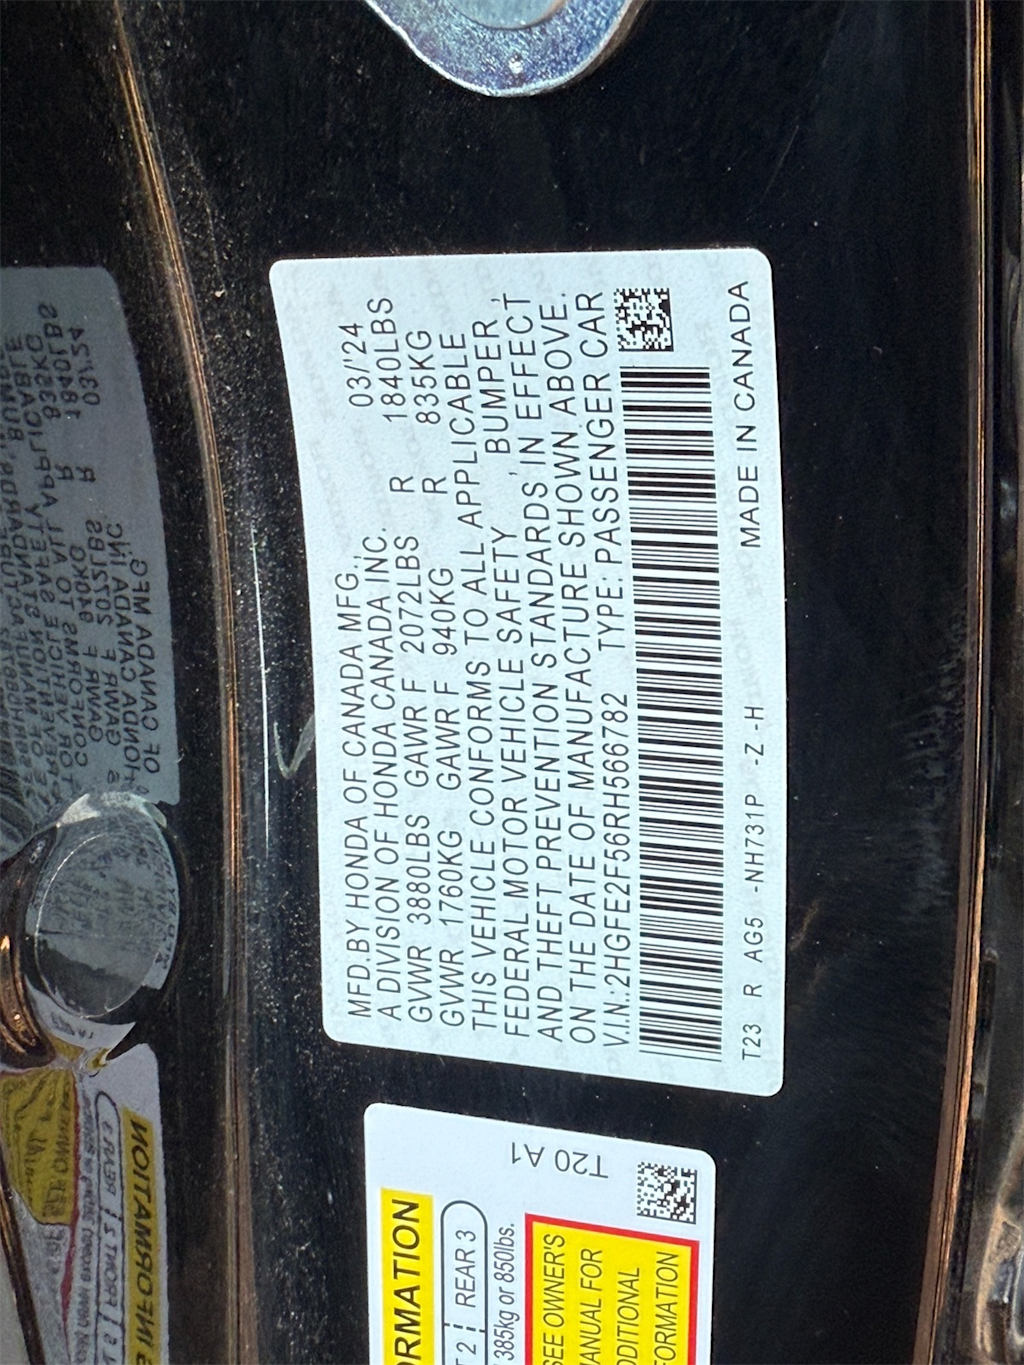 MFD.BY HONDA OF CANADA MFG., 03/'24
A DIVISION OF HONDA CANADA INC.
GVWR 3880LBS GAWR F 2072LBS R 1840LBS
GVWR 1760KG GAWR F 940KG R 835KG
THIS VEHICLE CONFORMS TO ALL APPLICABLE
FEDERAL MOTOR VEHICLE SAFETY, BUMPER,
AND THEFT PREVENTION STANDARDS, IN EFFECT
ON THE DATE OF MANUFACTURE SHOWN ABOVE.
V.I.N.:2HGFE2F56RH566782 TYPE: PASSENGER CAR
T23 R AG5 -NH731P -Z -H MADE IN CANADA
T20 A1
REAR 3
385kg or 850lbs.
SEE OWNER'S
FOR